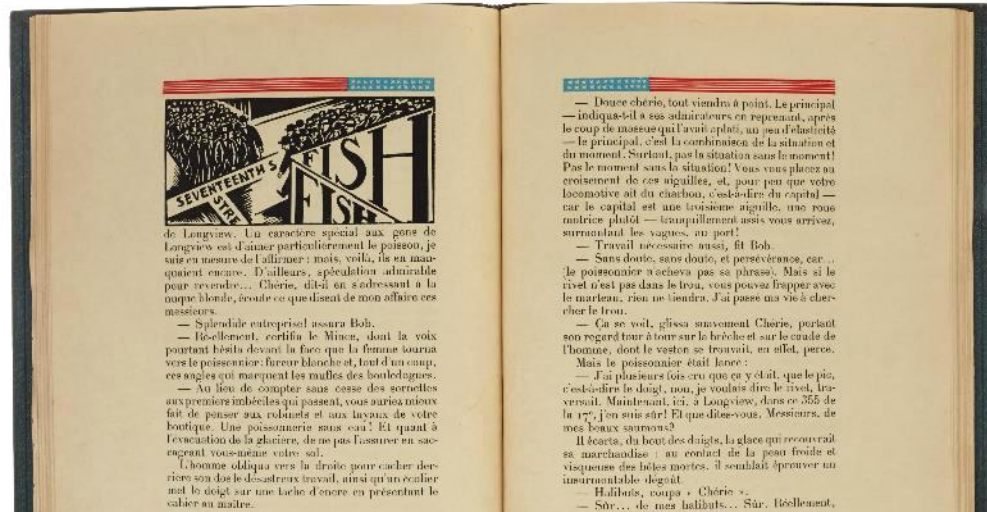 SEVENTEENTH S
STRE
FISH
FISH
de Longview. Un caractère spécial aux gens de
Longview est d'aimer particulièrement le poisson, je
suis en mesure de l'affirmer : mais, voilà, ils en man-
quaient encore. D'ailleurs, spéculation admirable
pour revendre... Chérie, dit-il en s'adressant à la
nuque blonde, écoute ce que disent de mon affaire ces
messieurs.
— Splendide entreprise! assura Bob.
— Réellement, certifia le Mince, dont la voix
pourtant hésita devant la face que la femme tourna
vers le poissonnier: fureur blanche et, tout d'un coup,
ces angles qui marquent les mufles des bouledogues.
— Au lieu de compter sans cesse des sornettes
aux premiers imbéciles qui passent, vous auriez mieux
fait de penser aux robinets et aux tuyaux de votre
boutique. Une poissonnerie sans eau! Et quant à
l'évacuation de la glacière, de ne pas l'assurer en sac-
cageant vous-même votre sol.
L'homme obliqua vers la droite pour cacher der-
rière son dos le désastreux travail, ainsi qu'un écolier
met le doigt sur une tache d'encre en présentant le
cahier au maître.
— Douce chérie, tout viendra à point. Le principal
— indiqua-t-il à ses admirateurs en reprenant, après
le coup de massue qui l'avait aplati, un peu d'élasticité
— le principal, c'est la combinaison de la situation et
du moment. Surtout, pas la situation sans le moment!
Pas le moment sans la situation! Vous vous placez au
croisement de ces aiguilles, et, pour peu que votre
locomotive ait du charbon, c'est-à-dire du capital —
car le capital est une troisième aiguille, une roue
motrice plutôt — tranquillement assis vous arrivez,
surmontant les vagues, au port!
— Travail nécessaire aussi, fit Bob.
— Sans doute, sans doute, et persévérance, car...
(le poissonnier n'acheva pas sa phrase). Mais si le
rivet n'est pas dans le trou, vous pouvez frapper avec
le marteau, rien ne tiendra. J'ai passé ma vie à cher-
cher le trou.
— Ça se voit, glissa suavement Chérie, portant
son regard tour à tour sur la brèche et sur le coude de
l'homme, dont le veston se trouvait, en effet, percé.
Mais le poissonnier était lancé :
— J'ai plusieurs fois cru que ça y était, que le pic,
c'est-à-dire le doigt, non, je voulais dire le rivet, tra-
versait. Maintenant, ici, à Longview, dans ce 355 de
la 17e, j'en suis sûr! Et que dites-vous, Messieurs, de
mes beaux saumons?
Il écarta, du bout des doigts, la glace qui recouvrait
sa marchandise : au contact de la peau froide et
visqueuse des bêtes mortes, il semblait éprouver un
insurmontable dégoût.
— Halibuts, coupa « Chérie ».
— Sûr... de mes halibuts... Sûr. Réellement,